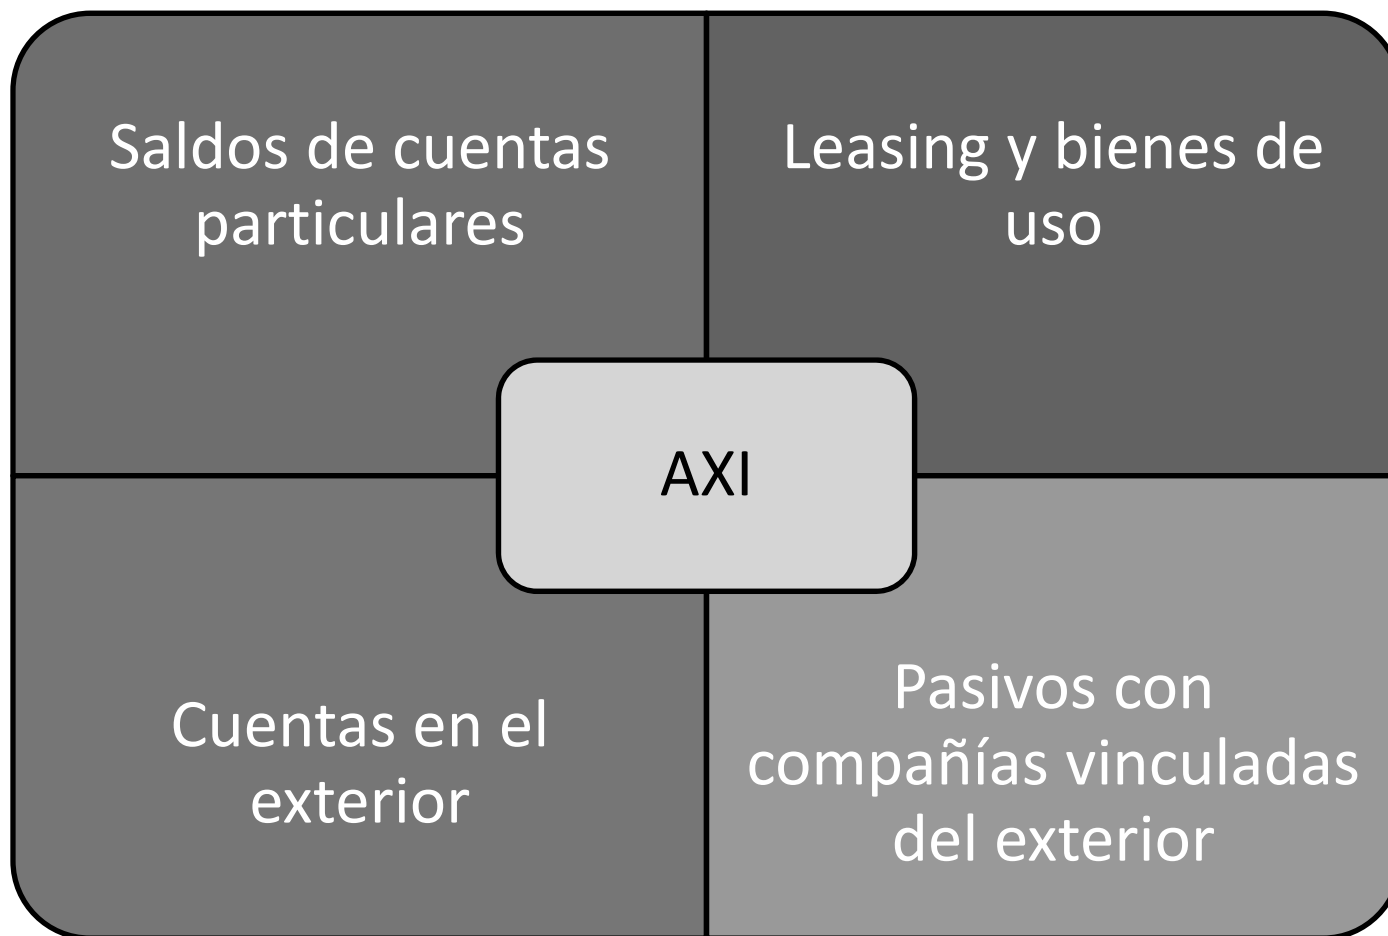 Saldos de cuentas
particulares
Leasing y bienes de
uso
AXI
Cuentas en el
exterior
Pasivos con
compañías vinculadas
del exterior